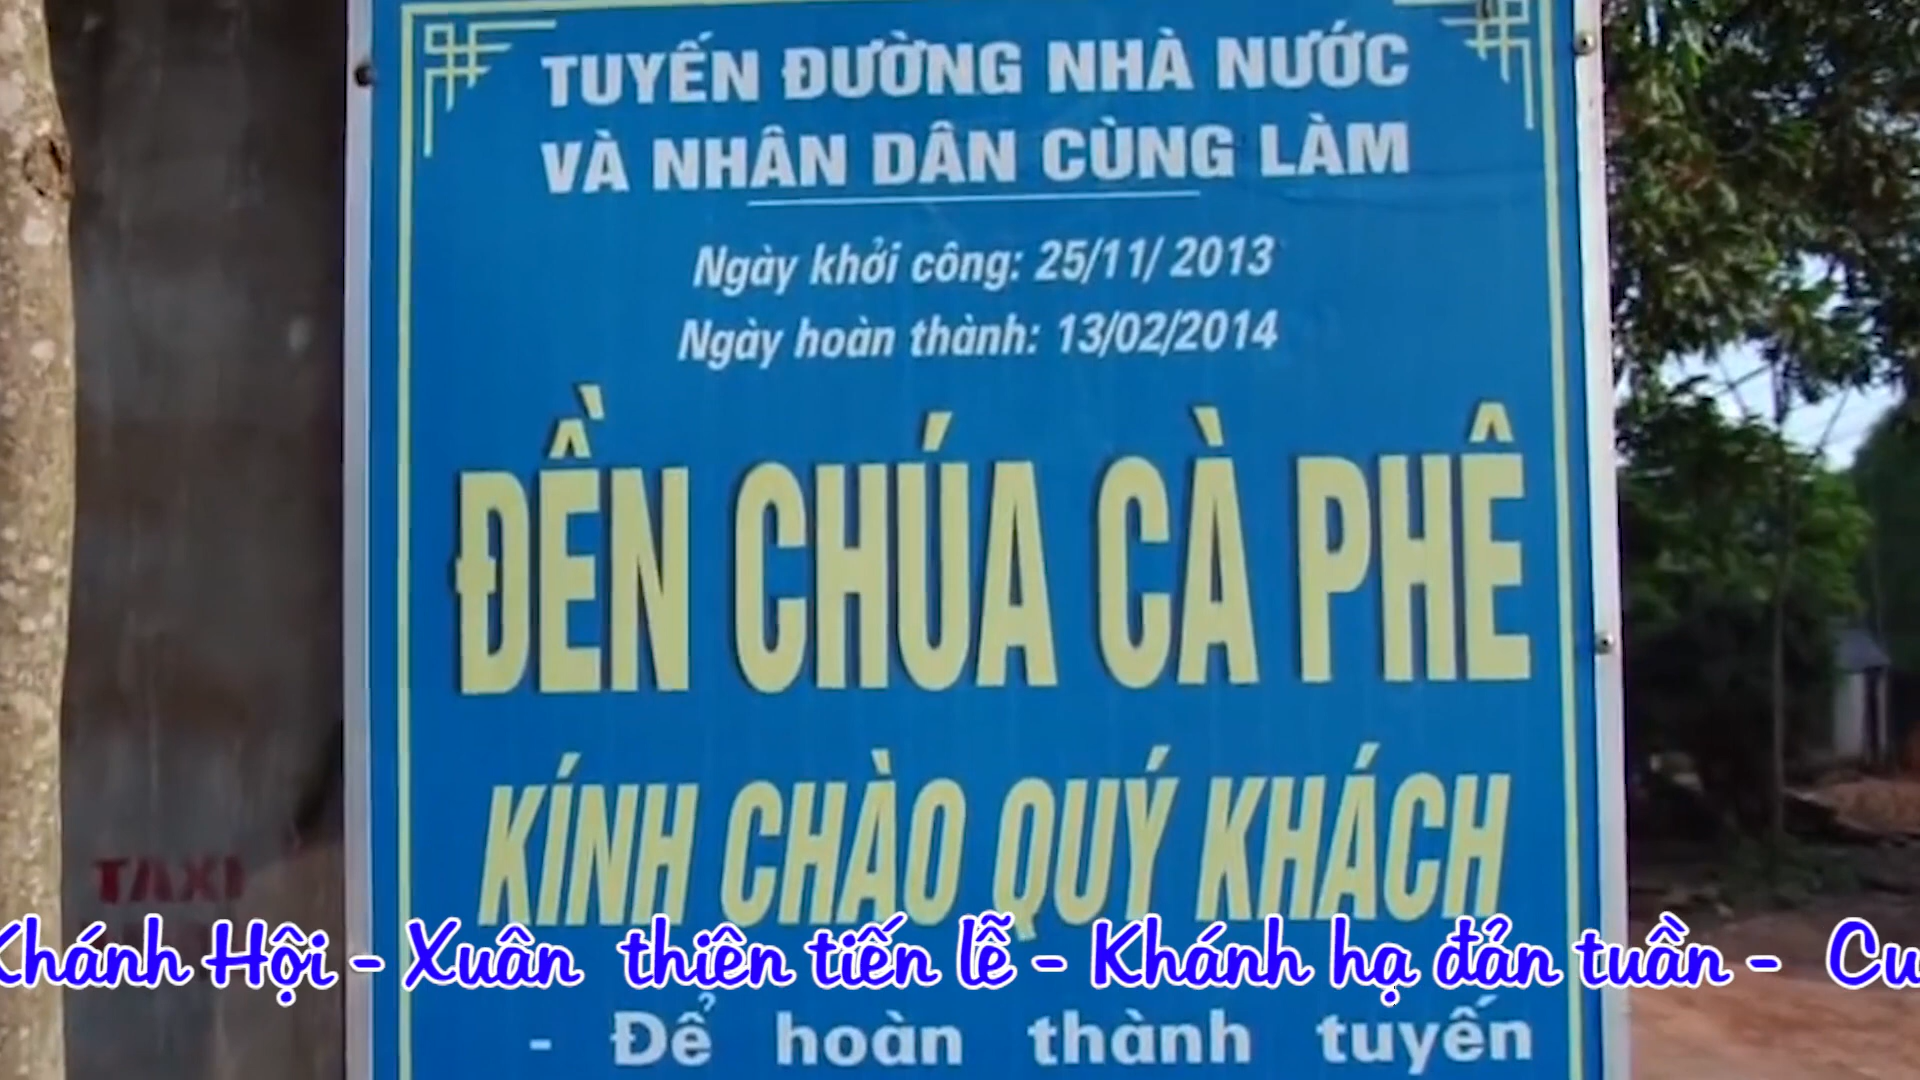 TUYẾN ĐƯỜNG NHÀ NƯỚC
VÀ NHÂN DÂN CÙNG LÀM
Ngày khởi công: 25/11/ 2013
Ngày hoàn thành: 13/02/2014
ĐỀN CHÚA CÀ PHÊ
KÍNH CHÀO QUÝ KHÁCH
TAXI
Khánh Hội - Xuân thiên tiến lễ - Khánh hạ đản tuần - Cu
- Để hoàn thành tuyến